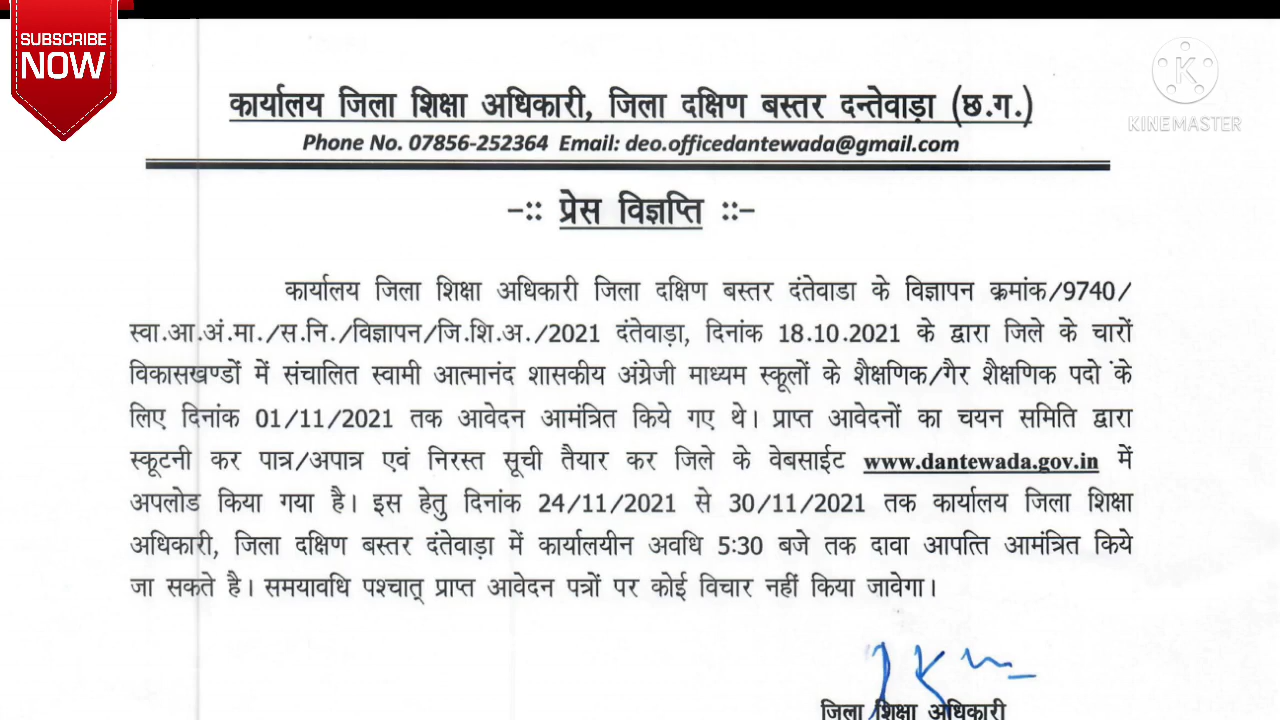 SUBSCRIBE
NOW
KINEMASTER
कार्यालय जिला शिक्षा अधिकारी, जिला दक्षिण बस्तर दन्तेवाड़ा (छ.ग.)
Phone No. 07856-252364 Email: deo.officedantewada@gmail.com
-:: प्रेस विज्ञप्ति ::-
कार्यालय जिला शिक्षा अधिकारी जिला दक्षिण बस्तर दंतेवाडा के विज्ञापन क्रमांक/9740/
स्वा.आ.अं.मा./स.नि./विज्ञापन/जि.शि.अ./2021 दंतेवाड़ा, दिनांक 18.10.2021 के द्वारा जिले के चारों
विकासखण्डों में संचालित स्वामी आत्मानंद शासकीय अंग्रेजी माध्यम स्कूलों के शैक्षणिक/गैर शैक्षणिक पदो ंके
लिए दिनांक 01/11/2021 तक आवेदन आमंत्रित किये गए थे। प्राप्त आवेदनों का चयन समिति द्वारा
स्कूटनी कर पात्र/अपात्र एवं निरस्त सूची तैयार कर जिले के वेबसाईट www.dantewada.gov.in में
अपलोड किया गया है। इस हेतु दिनांक 24/11/2021 से 30/11/2021 तक कार्यालय जिला शिक्षा
अधिकारी, जिला दक्षिण बस्तर दंतेवाड़ा में कार्यालयीन अवधि 5:30 बजे तक दावा आपत्ति आमंत्रित किये
जा सकते है। समयावधि पश्चात् प्राप्त आवेदन पत्रों पर कोई विचार नहीं किया जावेगा।
जिला शिक्षा अधिकारी